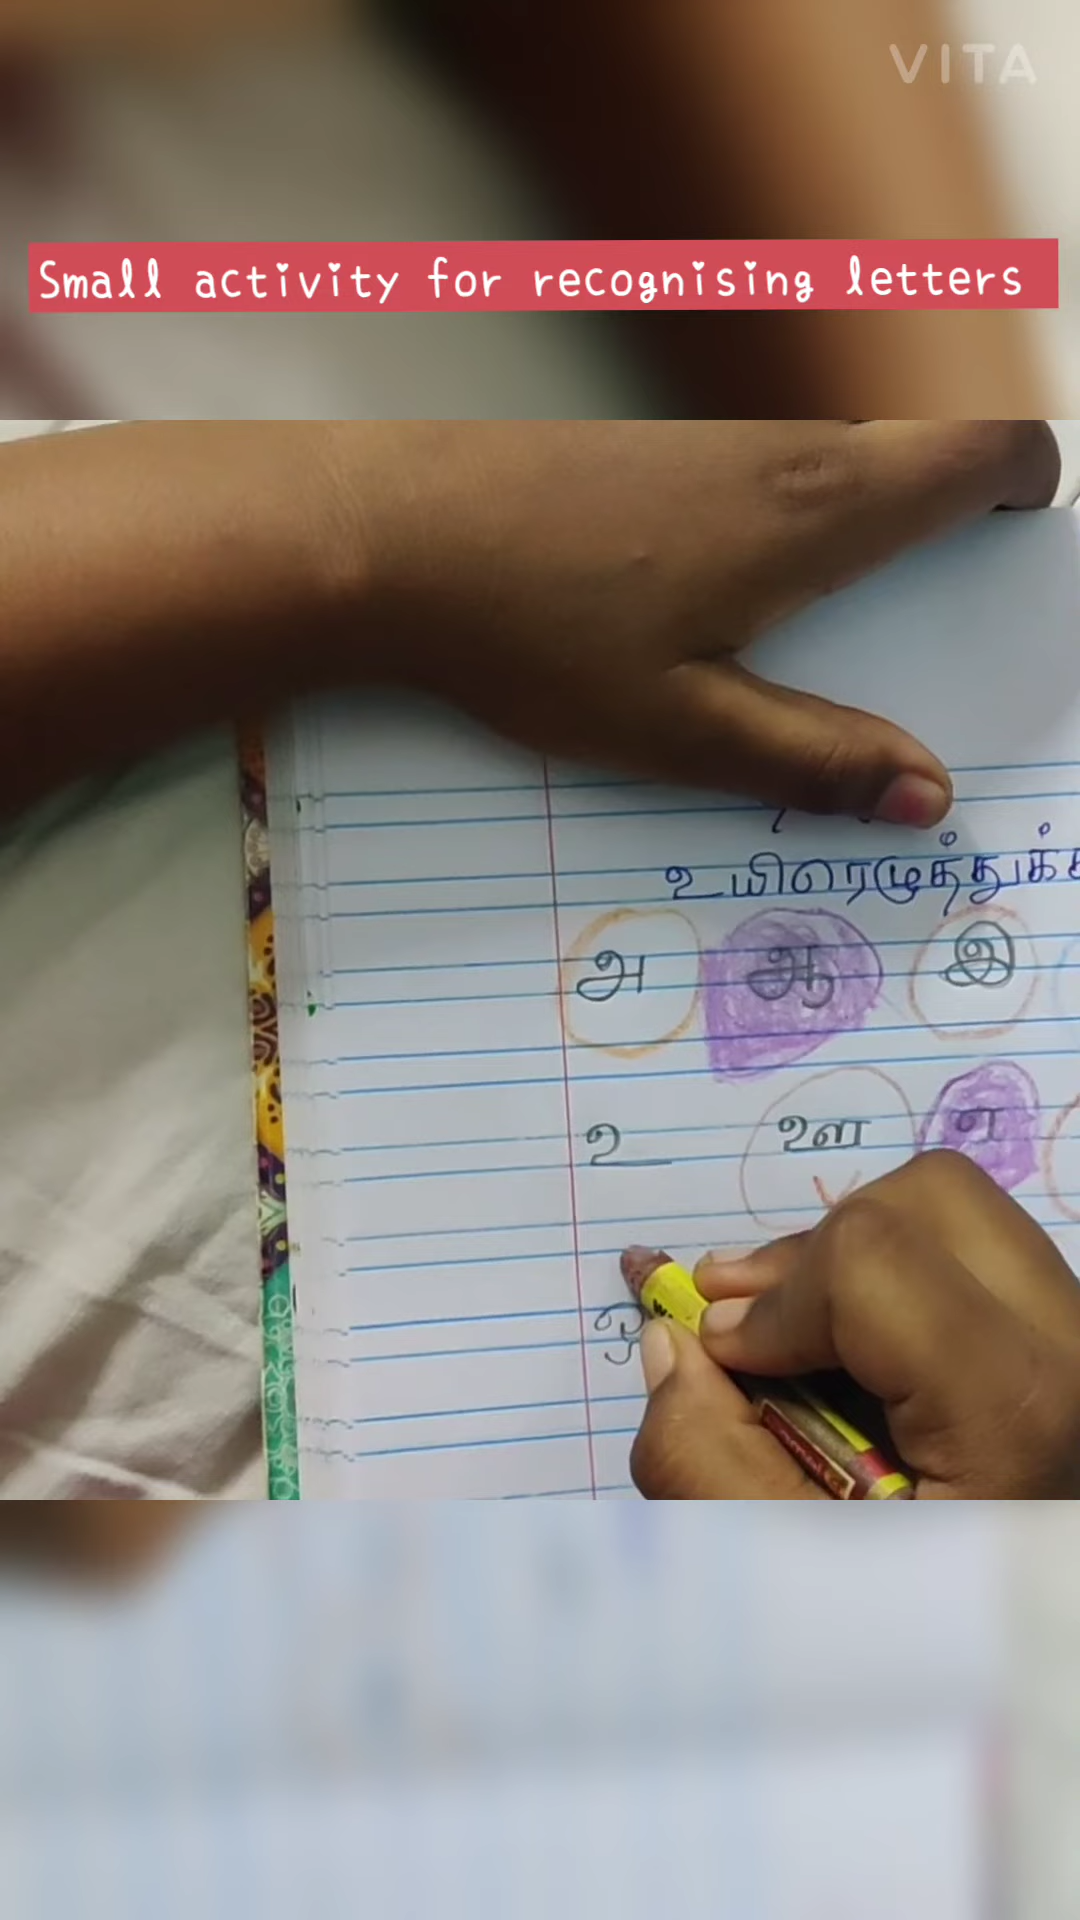 VITA
Small activity for recognising letters
உயிரெழுத்துக்க
அ ஆ இ
உ ஊ எ
ஒ